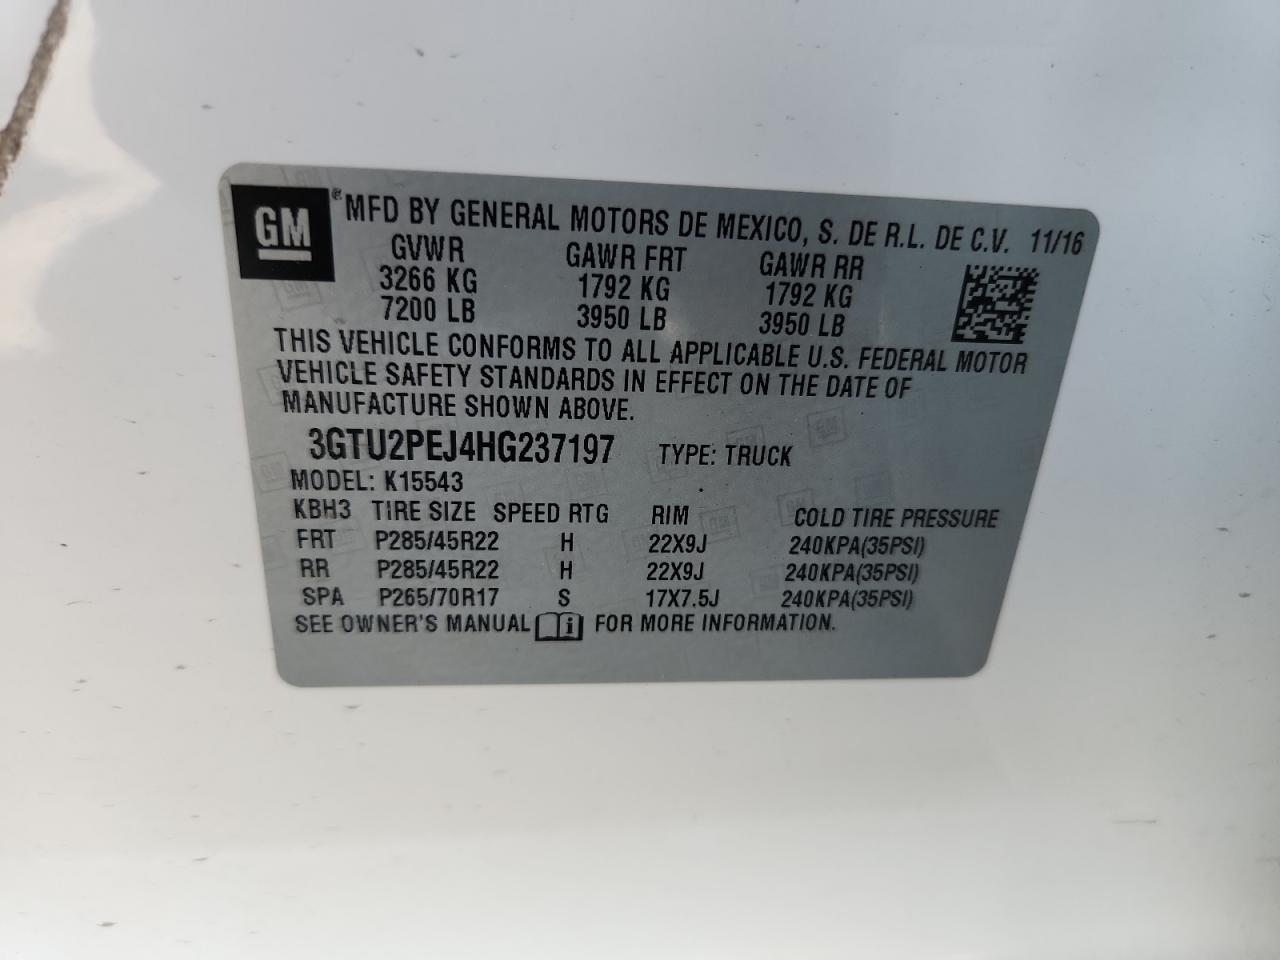 GM ® MFD BY GENERAL MOTORS DE MEXICO, S. DE R.L. DE C.V. 11/16
GVWR GAWR FRT GAWR RR
3266 KG 1792 KG 1792 KG
7200 LB 3950 LB 3950 LB
THIS VEHICLE CONFORMS TO ALL APPLICABLE U.S. FEDERAL MOTOR
VEHICLE SAFETY STANDARDS IN EFFECT ON THE DATE OF
MANUFACTURE SHOWN ABOVE.
3GTU2PEJ4HG237197 TYPE: TRUCK
MODEL: K15543
KBH3 TIRE SIZE SPEED RTG RIM COLD TIRE PRESSURE
FRT P285/45R22 H 22X9J 240KPA(35PSI)
RR P285/45R22 H 22X9J 240KPA(35PSI)
SPA P265/70R17 S 17X7.5J 240KPA(35PSI)
SEE OWNER'S MANUAL i FOR MORE INFORMATION.